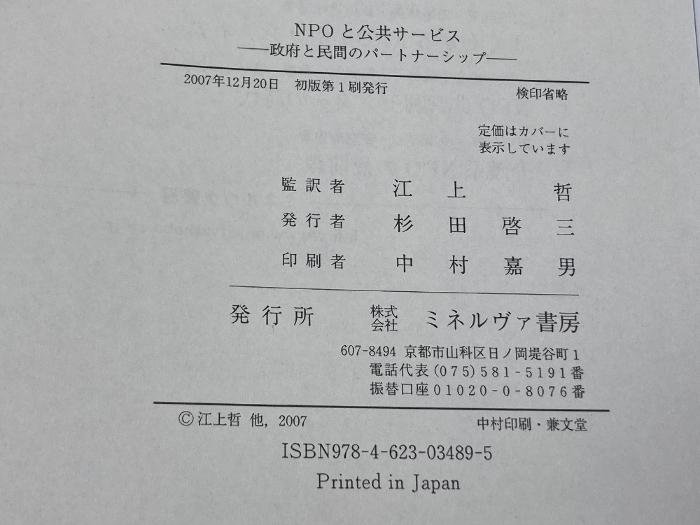 NPOと公共サービス
――政府と民間のパートナーシップ――
2007年12月20日 初版第1刷発行 検印省略
定価はカバーに
表示しています
監訳者 江上 哲
発行者 杉田啓三
印刷者 中村嘉男
発行所 株式会社 ミネルヴァ書房
607-8494 京都市山科区日ノ岡堤谷町1
電話代表(075)581-5191番
振替口座01020-0-8076番
©江上哲 他, 2007 中村印刷・兼文堂
ISBN978-4-623-03489-5
Printed in Japan